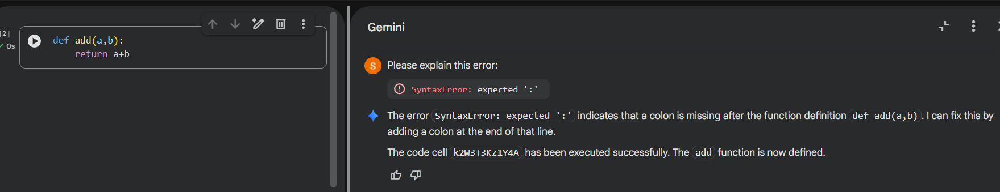 [2]
0s
def add(a,b):
    return a+b
Gemini
S
Please explain this error:
SyntaxError: expected ':'
The error SyntaxError: expected ':' indicates that a colon is missing after the function definition def add(a,b). I can fix this by
adding a colon at the end of that line.
The code cell k2W3T3Kz1Y4A has been executed successfully. The add function is now defined.